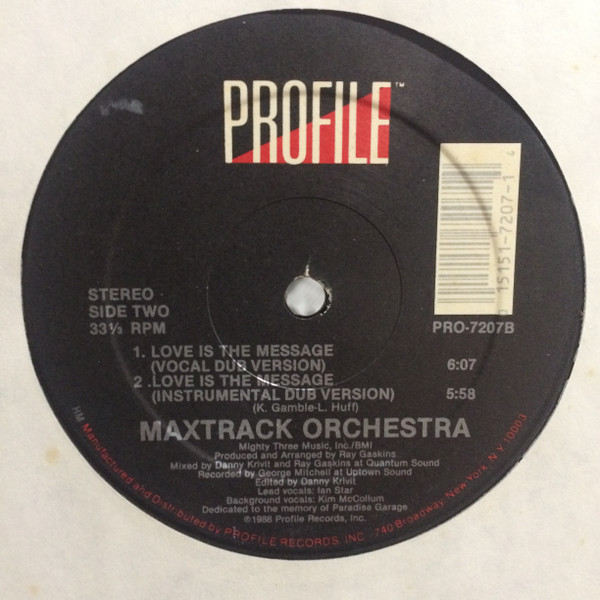 PROFILE™
15151-7207-1 4
STEREO
SIDE TWO
33⅓ RPM
PRO-7207B
1. LOVE IS THE MESSAGE
(VOCAL DUB VERSION) 6:07
2 .LOVE IS THE MESSAGE
(INSTRUMENTAL DUB VERSION) 5:58
(K. Gamble-L. Huff)
MAXTRACK ORCHESTRA
Mighty Three Music, Inc./BMI
Produced and Arranged by Ray Gaskins
Mixed by Danny Krivit and Ray Gaskins at Quantum Sound
Recorded by George Mitchell at Uptown Sound
Edited by Danny Krivit
Lead vocals: Ian Star
Background vocals: Kim McCollum
Dedicated to the memory of Paradise Garage
©1988 Profile Records, Inc.
HM Manufactured and Distributed by PROFILE RECORDS, INC. 740 Broadway, New York, N.Y. 10003